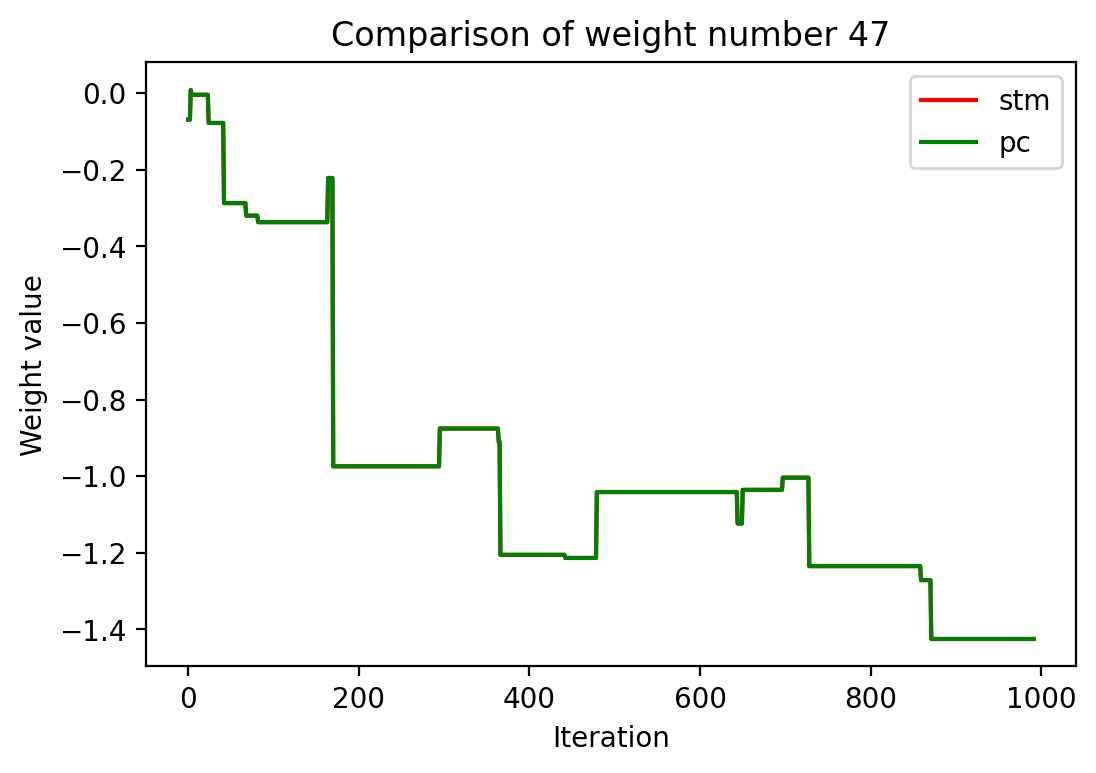 Comparison of weight number 47
stm
pc
Weight value
0.0
−0.2
−0.4
−0.6
−0.8
−1.0
−1.2
−1.4
0 200 400 600 800 1000
Iteration